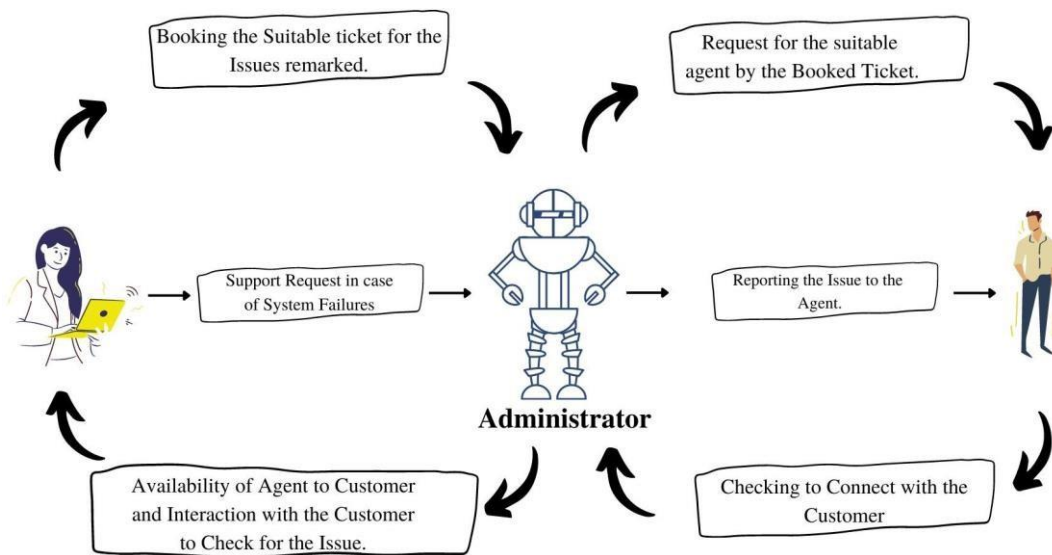 Booking the Suitable ticket for the
Issues remarked.
Request for the suitable
agent by the Booked Ticket.
Support Request in case
of System Failures
Reporting the Issue to the
Agent.
Administrator
Availability of Agent to Customer
and Interaction with the Customer
to Check for the Issue.
Checking to Connect with the
Customer